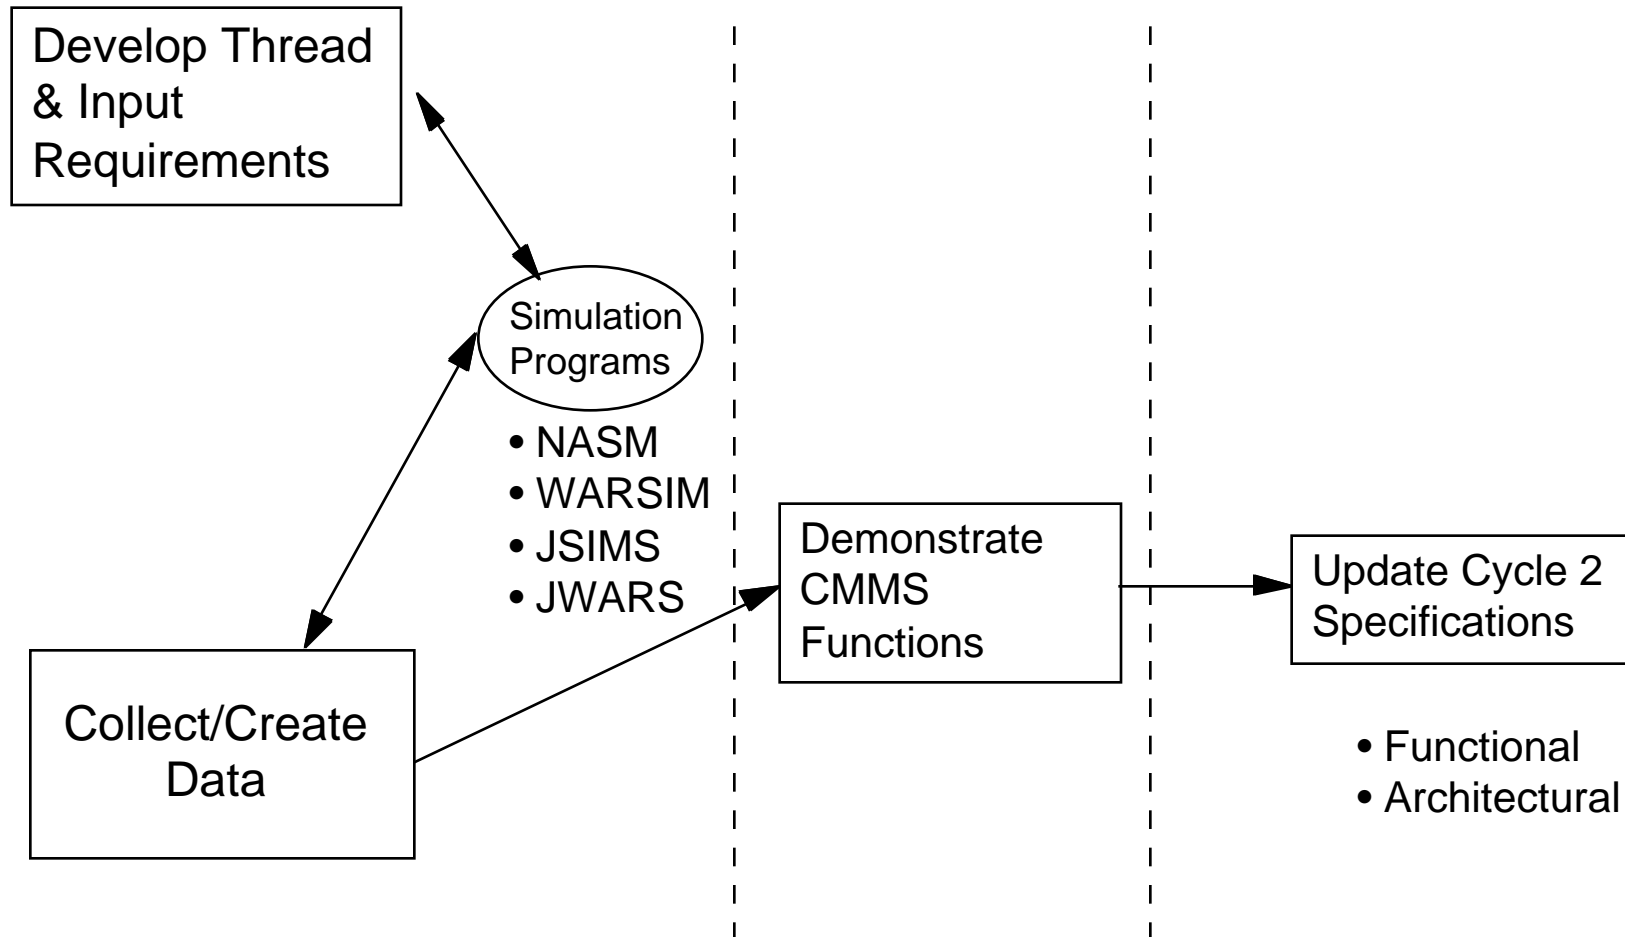 Develop Thread
& Input
Requirements
Simulation
Programs
• NASM
• WARSIM
• JSIMS
• JWARS
Collect/Create
Data
Demonstrate
CMMS
Functions
Update Cycle 2
Specifications
• Functional
• Architectural